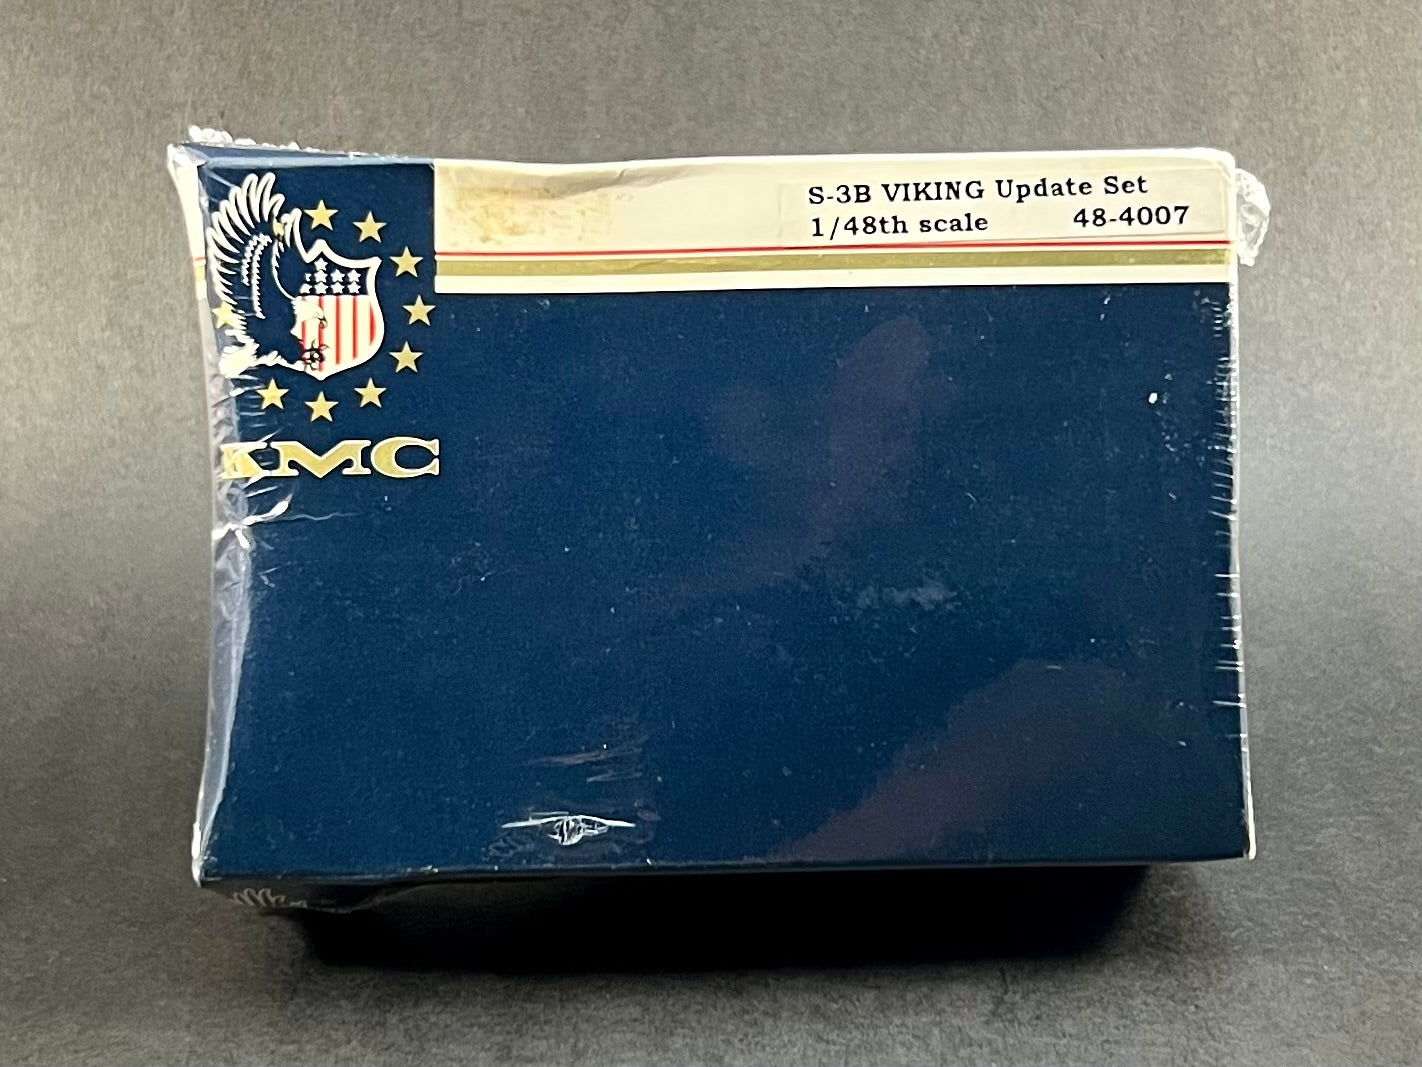 S-3B VIKING Update Set
1/48th scale 48-4007
KMC